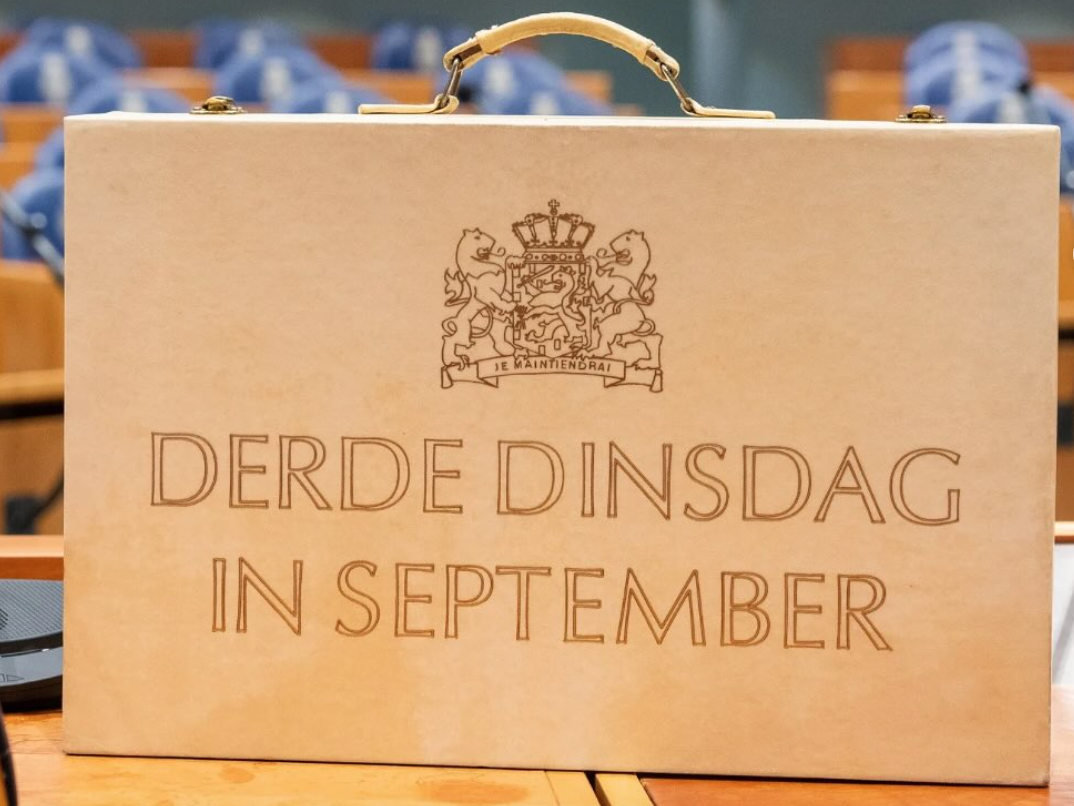 JE MAINTIENDRAI
DERDE DINSDAG
IN SEPTEMBER